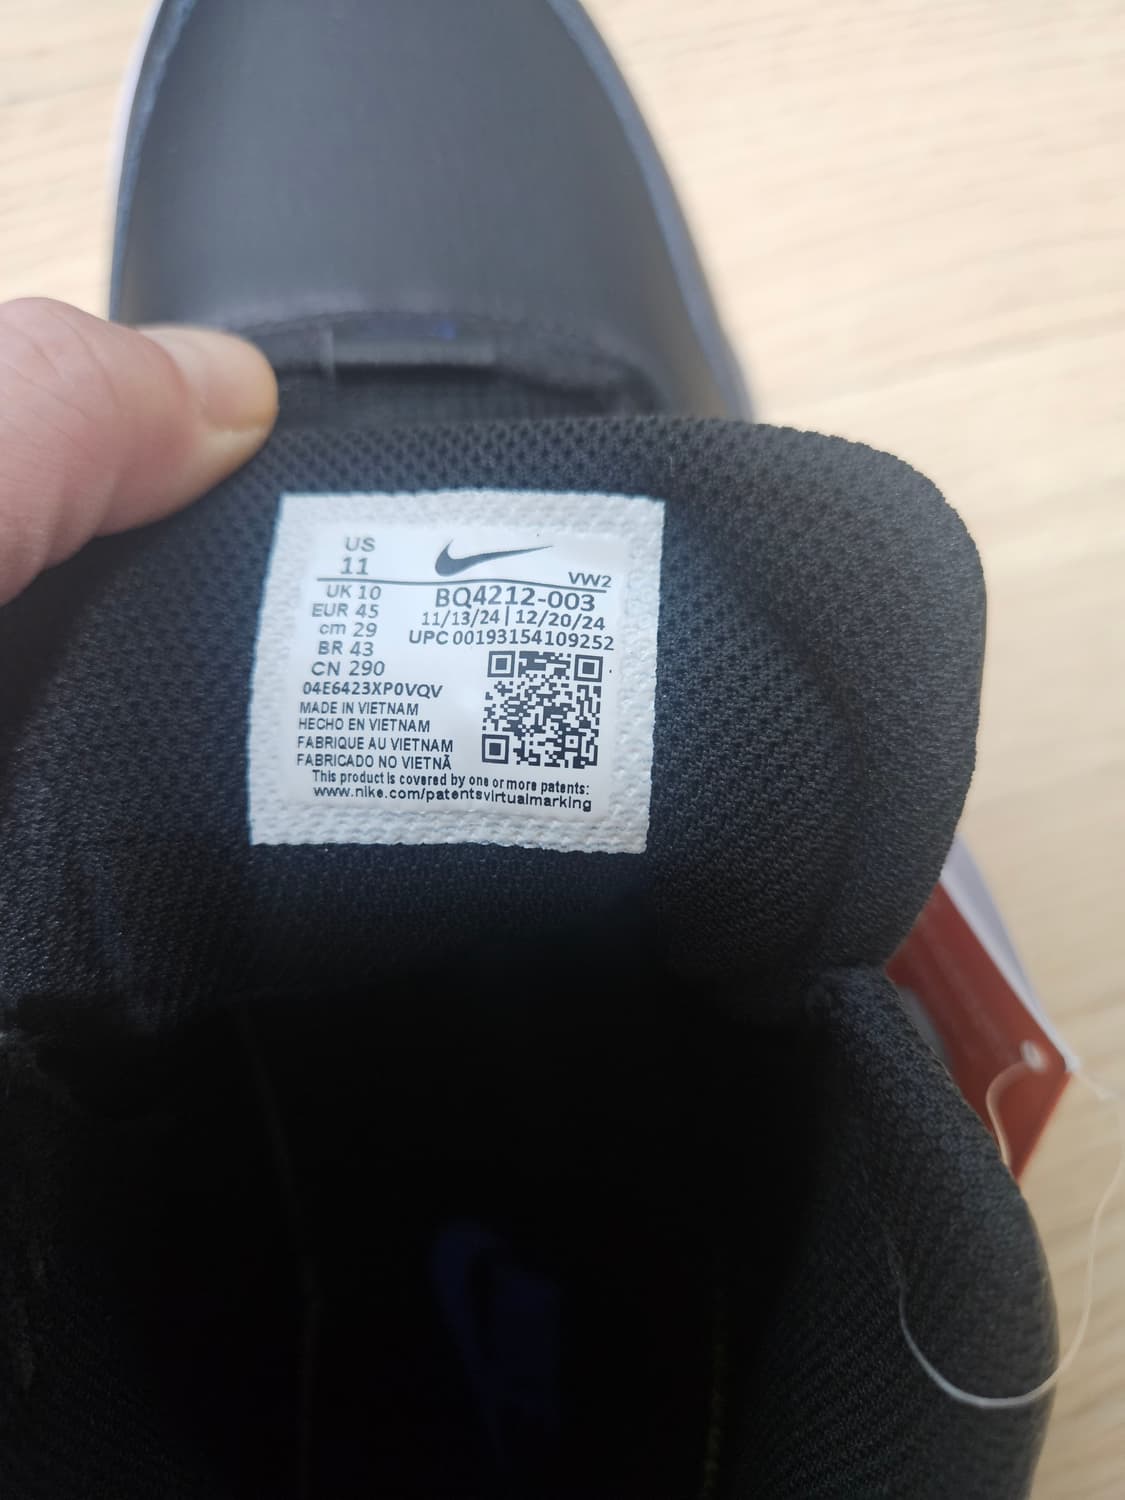 US
11
VW2
UK 10
EUR 45
cm 29
BR 43
CN 290
BQ4212-003
11/13/24 | 12/20/24
UPC 00193154109252
04E6423XP0VQV
MADE IN VIETNAM
HECHO EN VIETNAM
FABRIQUE AU VIETNAM
FABRICADO NO VIETNÃ
This product is covered by one or more patents:
www.nike.com/patentsvirtualmarking